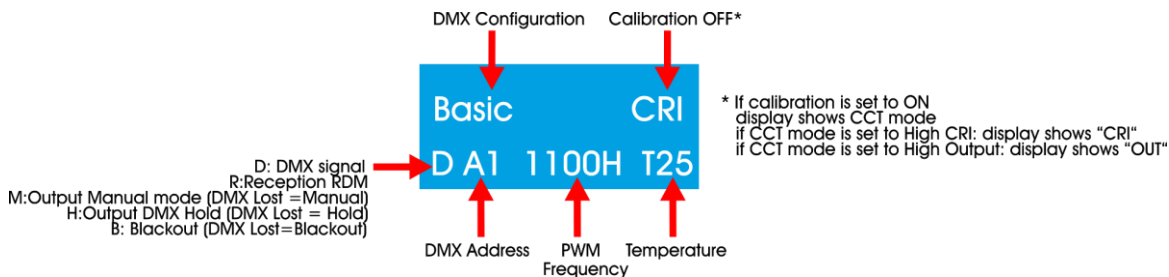 DMX Configuration
Calibration OFF*
Basic CRI
D A1 1100H T25
* If calibration is set to ON
display shows CCT mode
if CCT mode is set to High CRI: display shows “CRI“
if CCT mode is set to High Output: display shows “OUT“
D: DMX signal
R:Reception RDM
M:Output Manual mode (DMX Lost =Manual)
H:Output DMX Hold (DMX Lost = Hold)
B: Blackout (DMX Lost=Blackout)
DMX Address
PWM
Frequency
Temperature